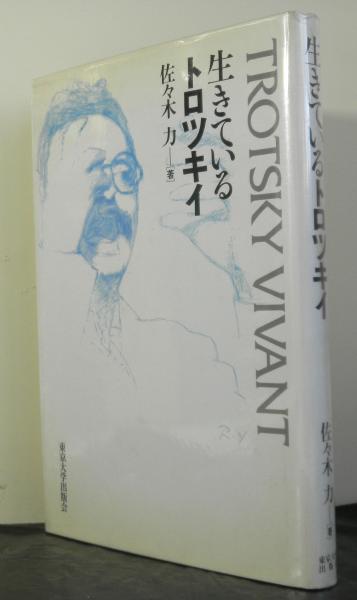 生きている
トロツキイ
佐々木 力─[著]
TROTSKY VIVANT
東京大学出版会
生きているトロツキイ
佐々木 力
[著]
東京大
出版